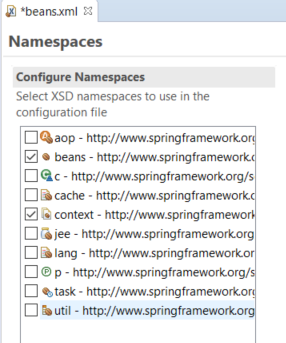 *beans.xml
Namespaces
Configure Namespaces
Select XSD namespaces to use in the
configuration file
aop - http://www.springframework.org
beans - http://www.springframework.o
c - http://www.springframework.org/s
cache - http://www.springframework.
context - http://www.springframework
jee - http://www.springframework.org
lang - http://www.springframework.or
p - http://www.springframework.org/s
task - http://www.springframework.or
util - http://www.springframework.org